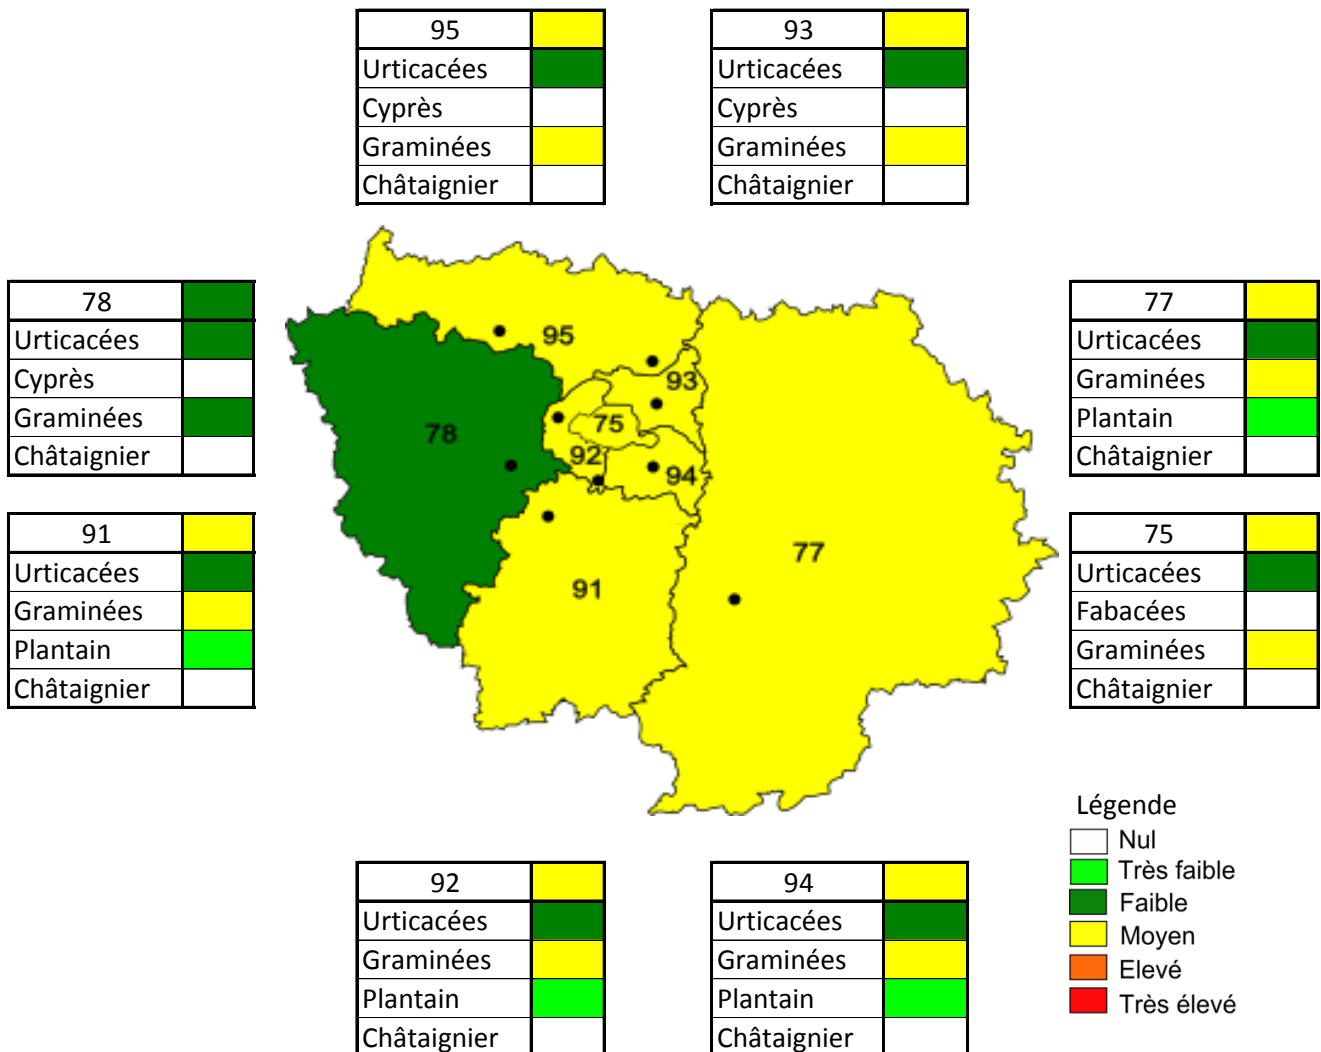 95
Urticacées
Cyprès
Graminées
Châtaignier
93
Urticacées
Cyprès
Graminées
Châtaignier
78
Urticacées
Cyprès
Graminées
Châtaignier
91
Urticacées
Graminées
Plantain
Châtaignier
95
93
78
75
92
94
77
91
77
Urticacées
Graminées
Plantain
Châtaignier
75
Urticacées
Fabacées
Graminées
Châtaignier
92
Urticacées
Graminées
Plantain
Châtaignier
94
Urticacées
Graminées
Plantain
Châtaignier
Légende
Nul
Très faible
Faible
Moyen
Elevé
Très élevé